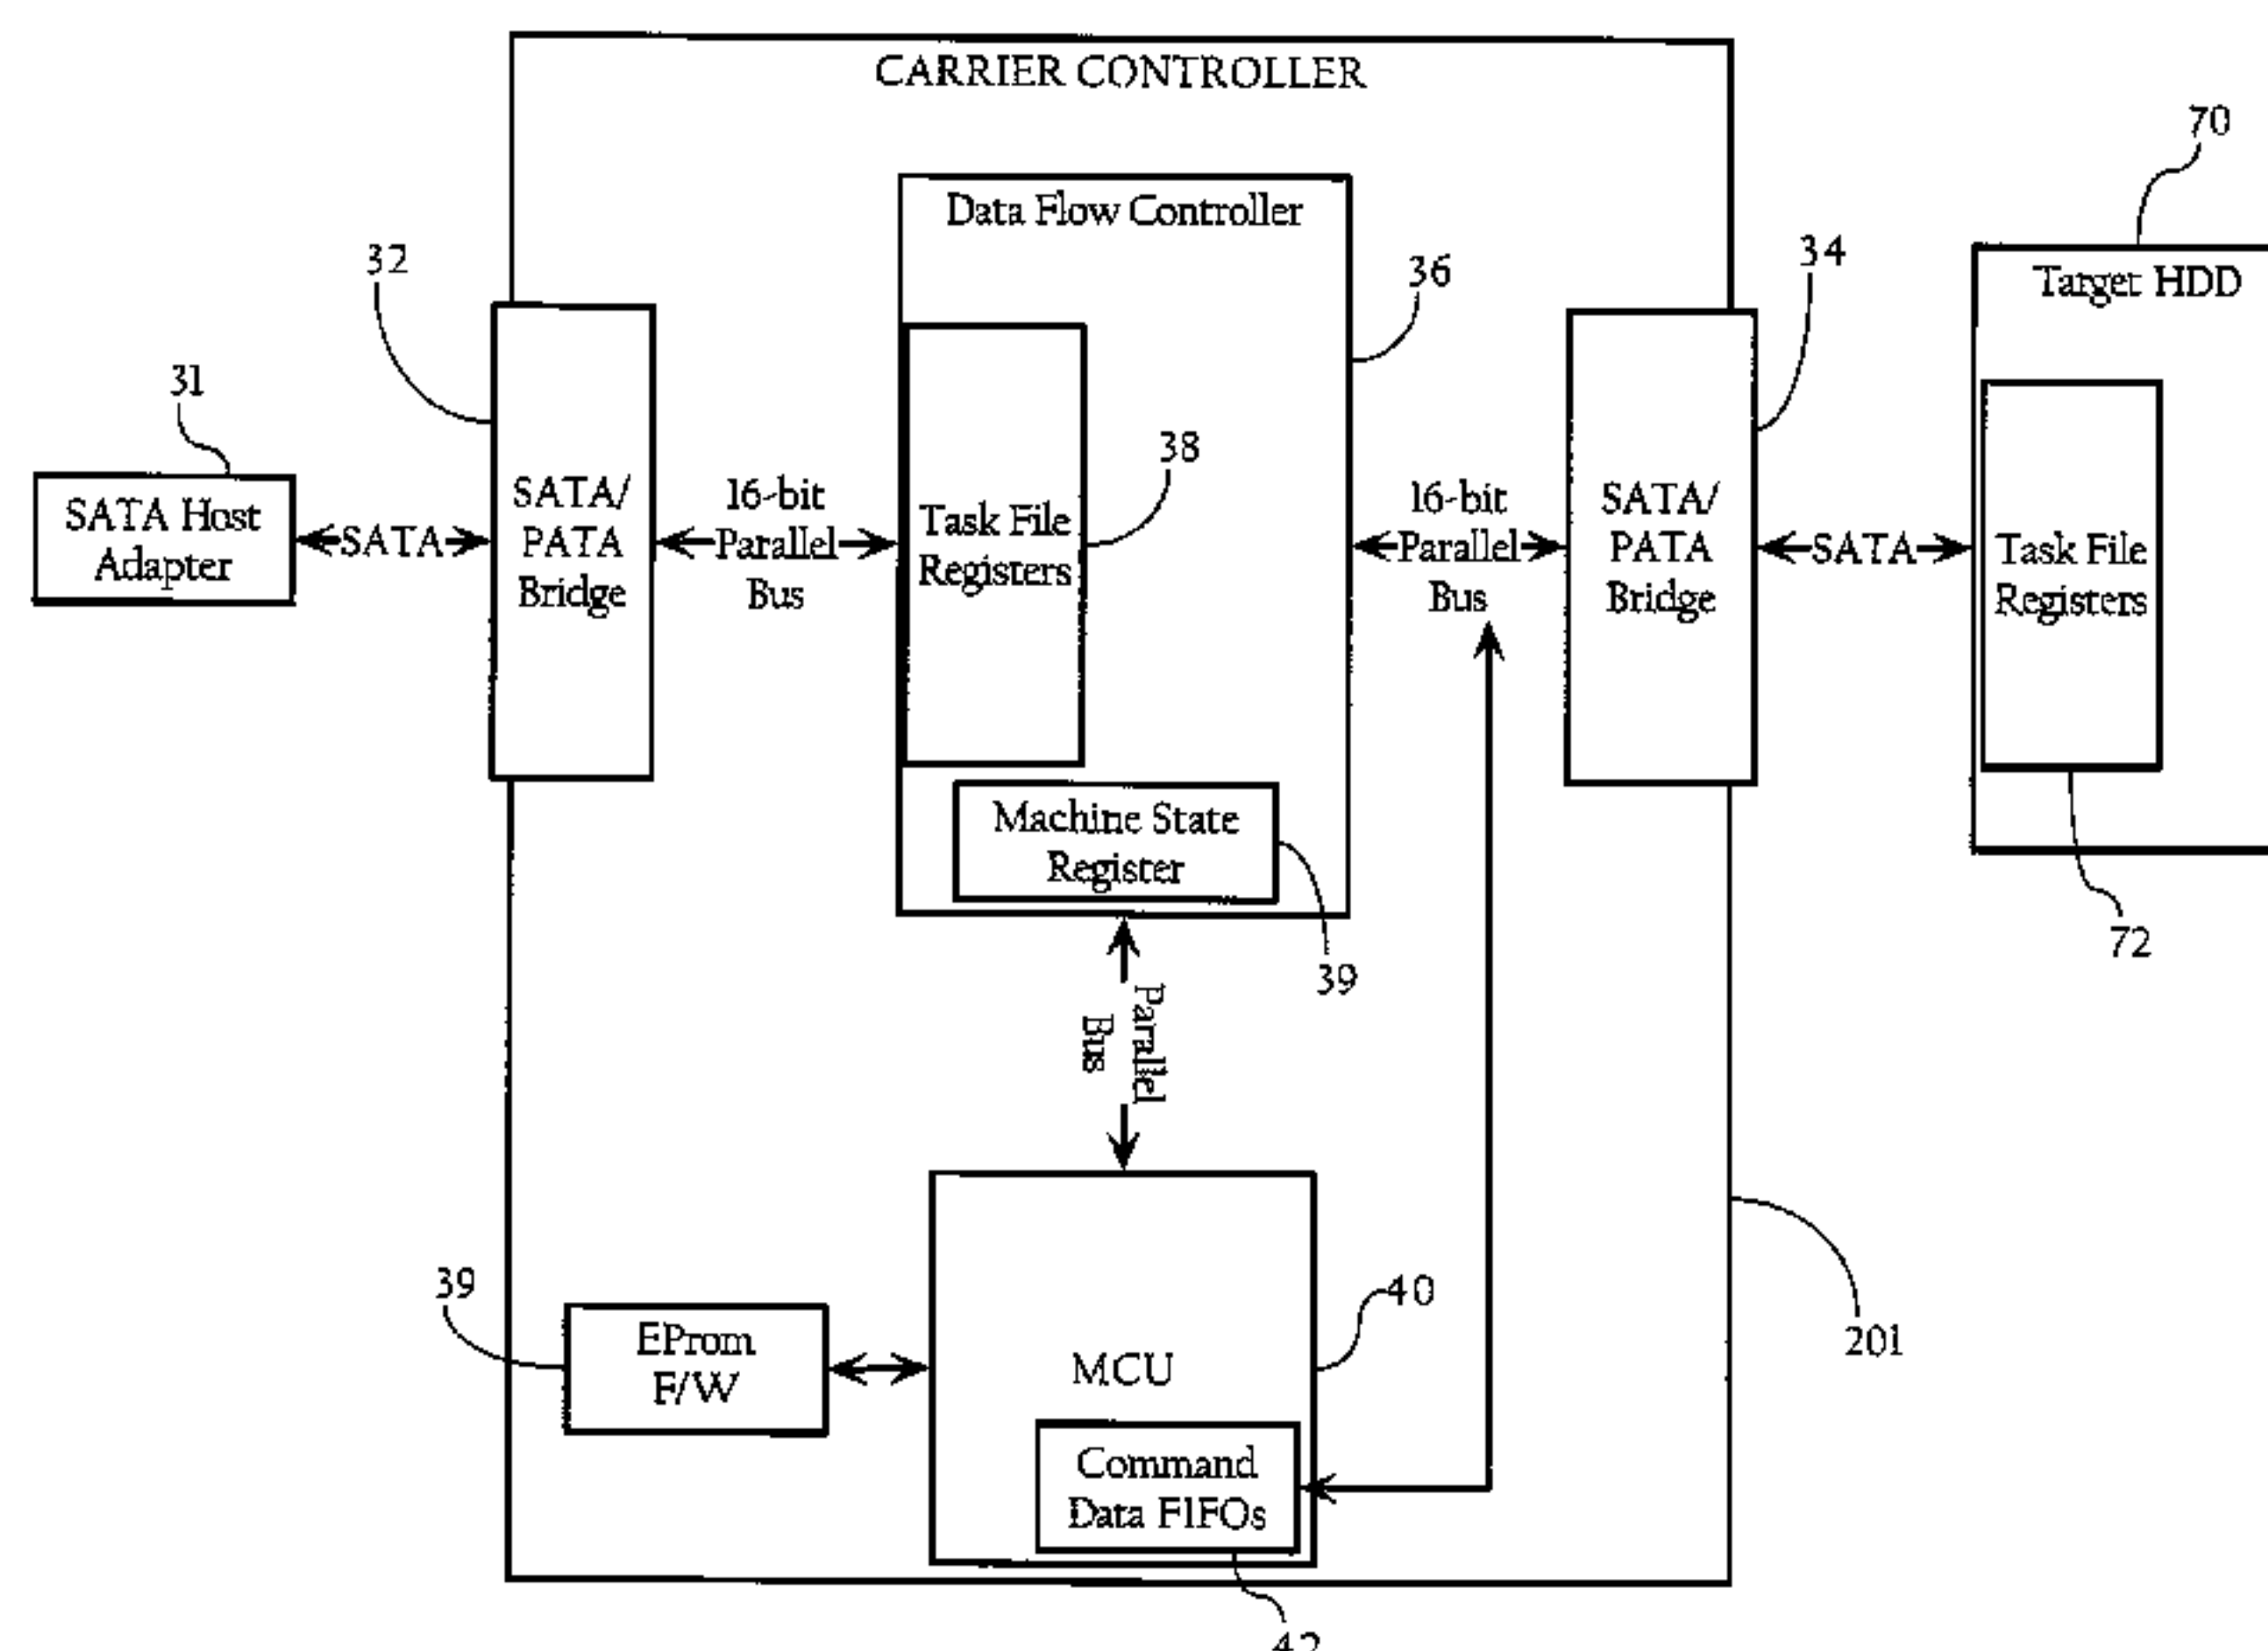 CARRIER CONTROLLER
70
Data Flow Controller
Target HDD
32
36
34
31
38
SATA Host
Adapter
SATA
SATA/
PATA
Bridge
16-bit
Parallel
Bus
Task File
Registers
16-bit
Parallel
Bus
SATA/
PATA
Bridge
SATA
Task File
Registers
Machine State
Register
39
72
Parallel
Bus
39
EProm
F/W
MCU
40
201
Command
Data FIFOs
42